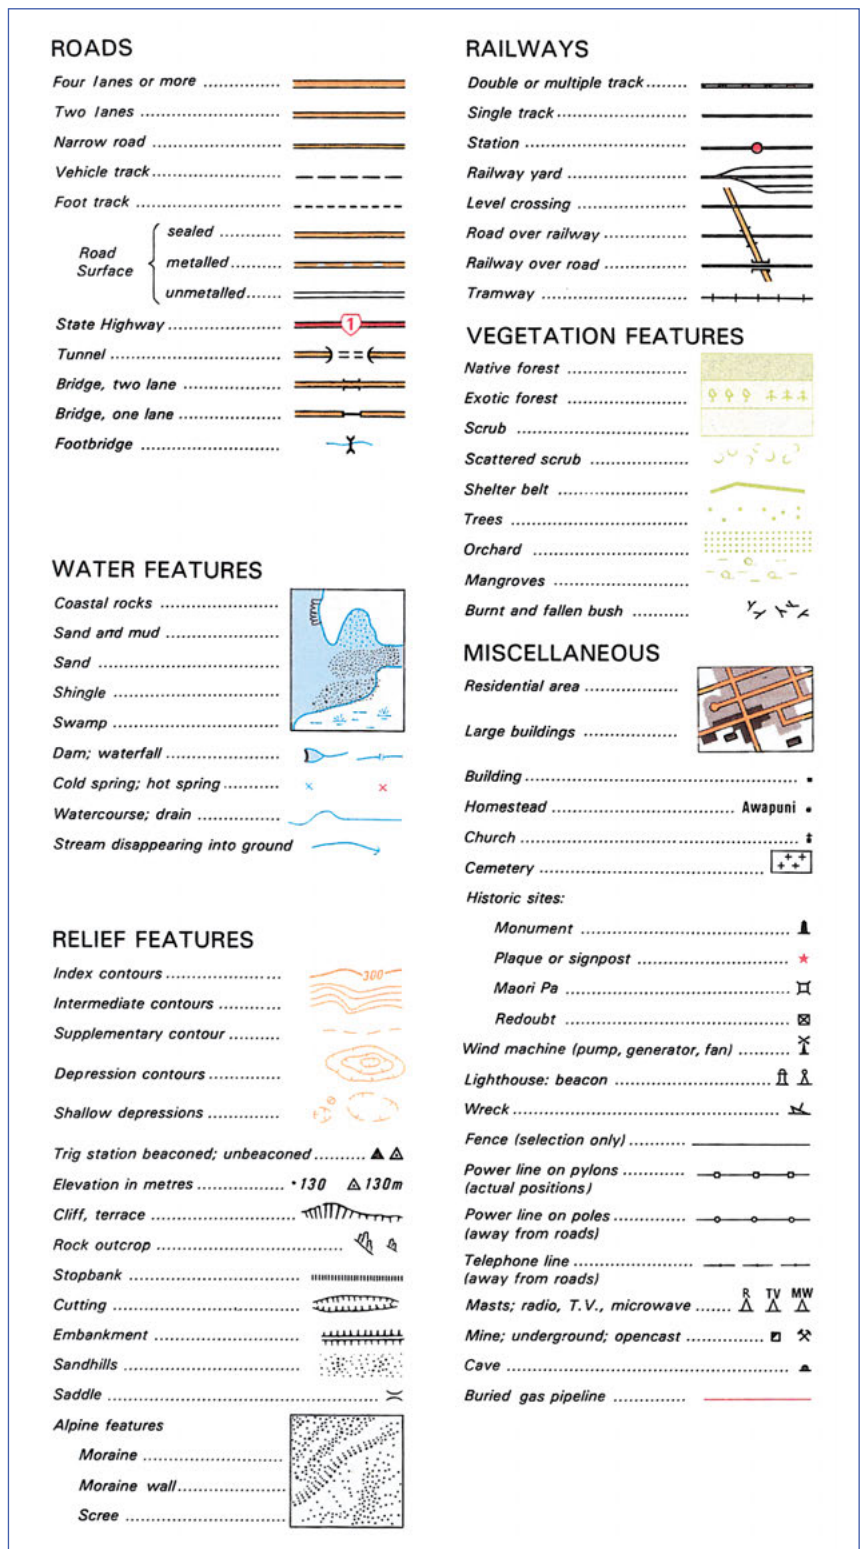 ROADS
Four lanes or more
Two lanes
Narrow road
Vehicle track
Foot track
Road Surface
sealed
metalled
unmetalled
State Highway
1
Tunnel
Bridge, two lane
Bridge, one lane
Footbridge
WATER FEATURES
Coastal rocks
Sand and mud
Sand
Shingle
Swamp
Dam; waterfall
Cold spring; hot spring
Watercourse; drain
Stream disappearing into ground
RELIEF FEATURES
Index contours
300
Intermediate contours
Supplementary contour
Depression contours
Shallow depressions
Trig station beaconed; unbeaconed
Elevation in metres 130 130m
Cliff, terrace
Rock outcrop
Stopbank
Cutting
Embankment
Sandhills
Saddle
Alpine features
Moraine
Moraine wall
Scree
RAILWAYS
Double or multiple track
Single track
Station
Railway yard
Level crossing
Road over railway
Railway over road
Tramway
VEGETATION FEATURES
Native forest
Exotic forest
Scrub
Scattered scrub
Shelter belt
Trees
Orchard
Mangroves
Burnt and fallen bush
MISCELLANEOUS
Residential area
Large buildings
Building
Homestead Awapuni
Church
Cemetery
Historic sites:
Monument
Plaque or signpost
Maori Pa
Redoubt
Wind machine (pump, generator, fan)
Lighthouse: beacon
Wreck
Fence (selection only)
Power line on pylons
(actual positions)
Power line on poles
(away from roads)
Telephone line
(away from roads)
R TV MW
Masts; radio, T.V., microwave
Mine; underground; opencast
Cave
Buried gas pipeline